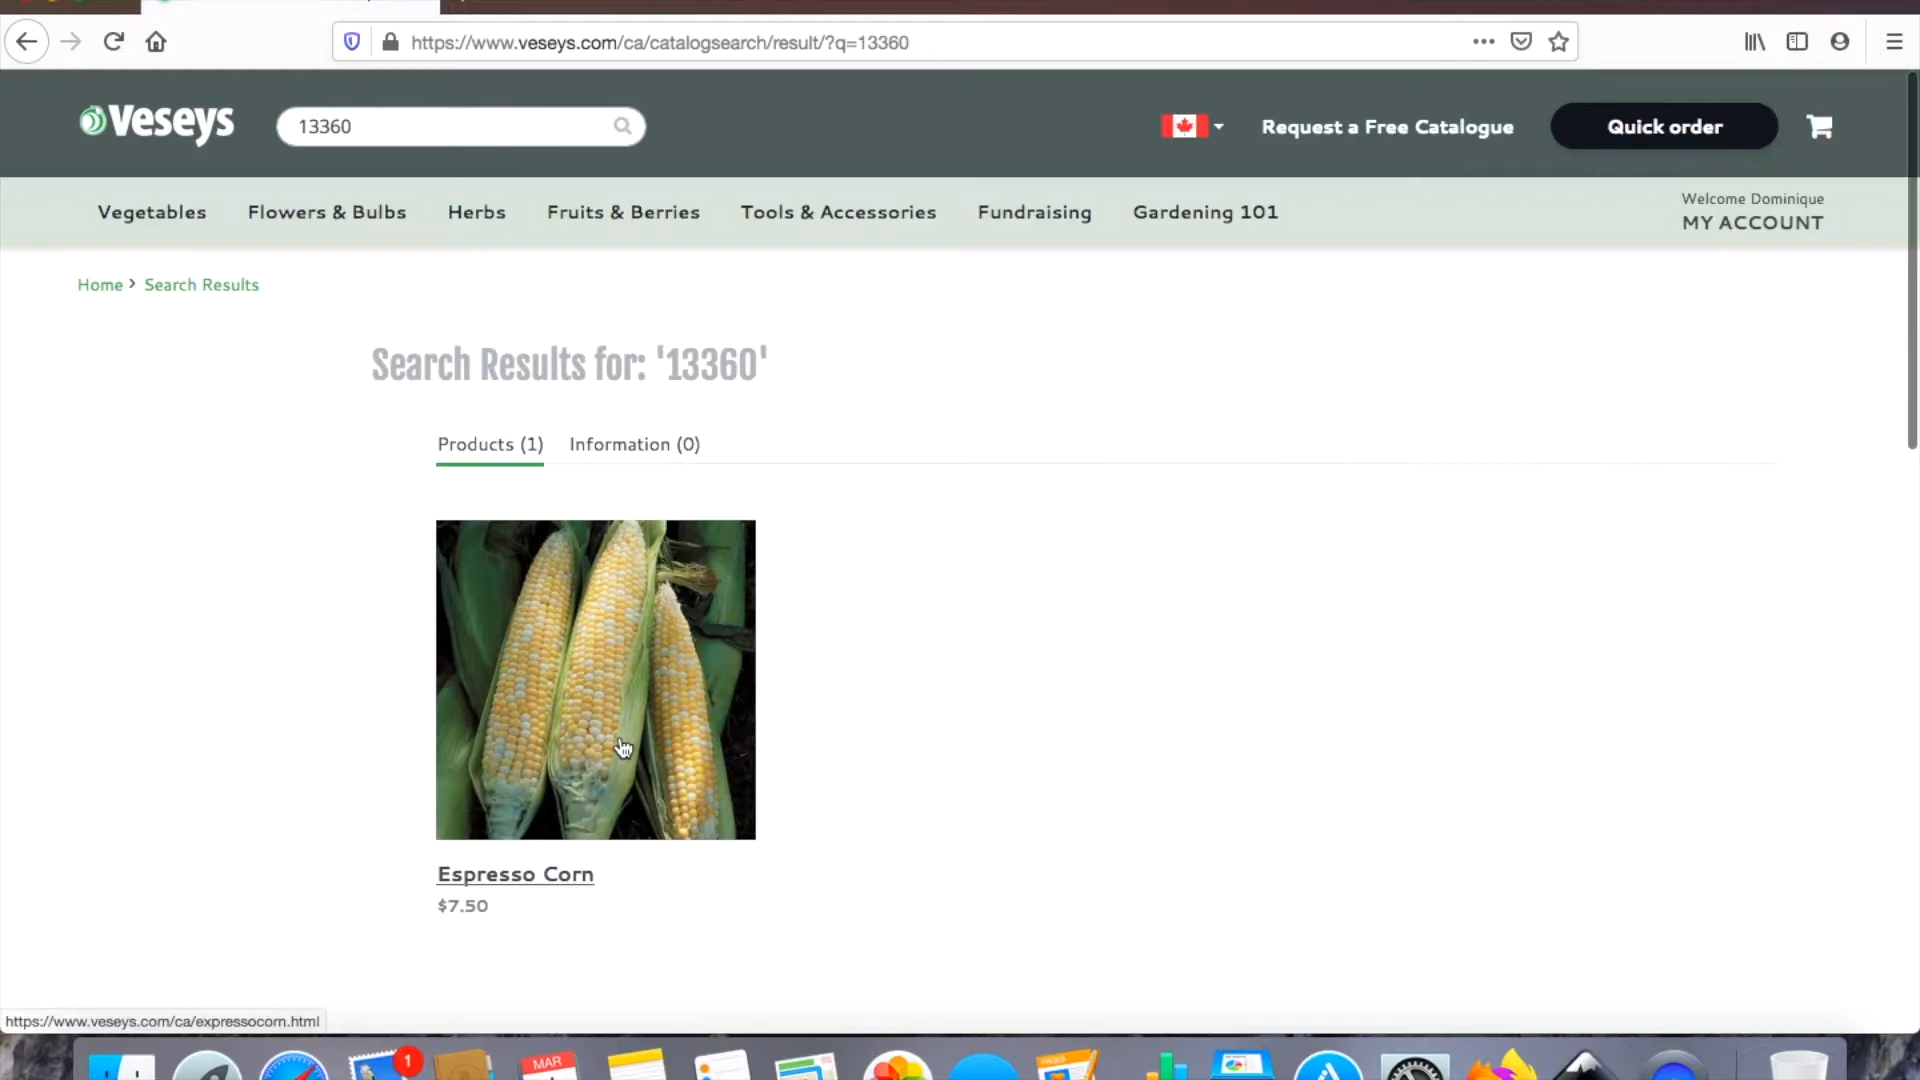 https://www.veseys.com/ca/catalogsearch/result/?q=13360
Veseys
13360
Request a Free Catalogue
Quick order
Vegetables
Flowers & Bulbs
Herbs
Fruits & Berries
Tools & Accessories
Fundraising
Gardening 101
Welcome Dominique
MY ACCOUNT
Home > Search Results
Search Results for: '13360'
Products (1)
Information (0)
Espresso Corn
$7.50
https://www.veseys.com/ca/expressocorn.html
1
MAR
PAGES